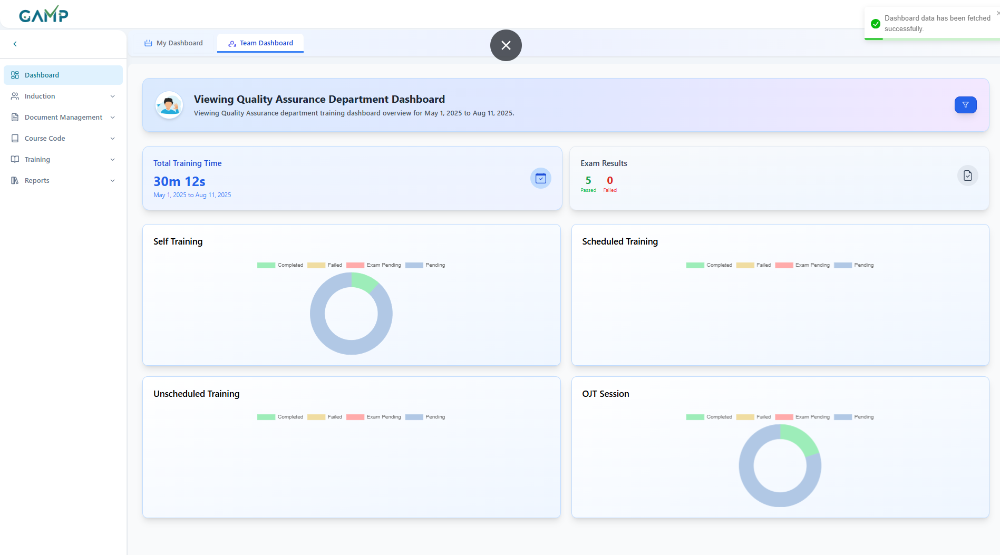 GAMP
Dashboard data has been fetched
successfully.
My Dashboard
Team Dashboard
Dashboard
Induction
Document Management
Course Code
Training
Reports
Viewing Quality Assurance Department Dashboard
Viewing Quality Assurance department training dashboard overview for May 1, 2025 to Aug 11, 2025.
Total Training Time
30m 12s
May 1, 2025 to Aug 11, 2025
Exam Results
5 0
Passed Failed
Self Training
Completed Failed Exam Pending Pending
Scheduled Training
Completed Failed Exam Pending Pending
Unscheduled Training
Completed Failed Exam Pending Pending
OJT Session
Completed Failed Exam Pending Pending